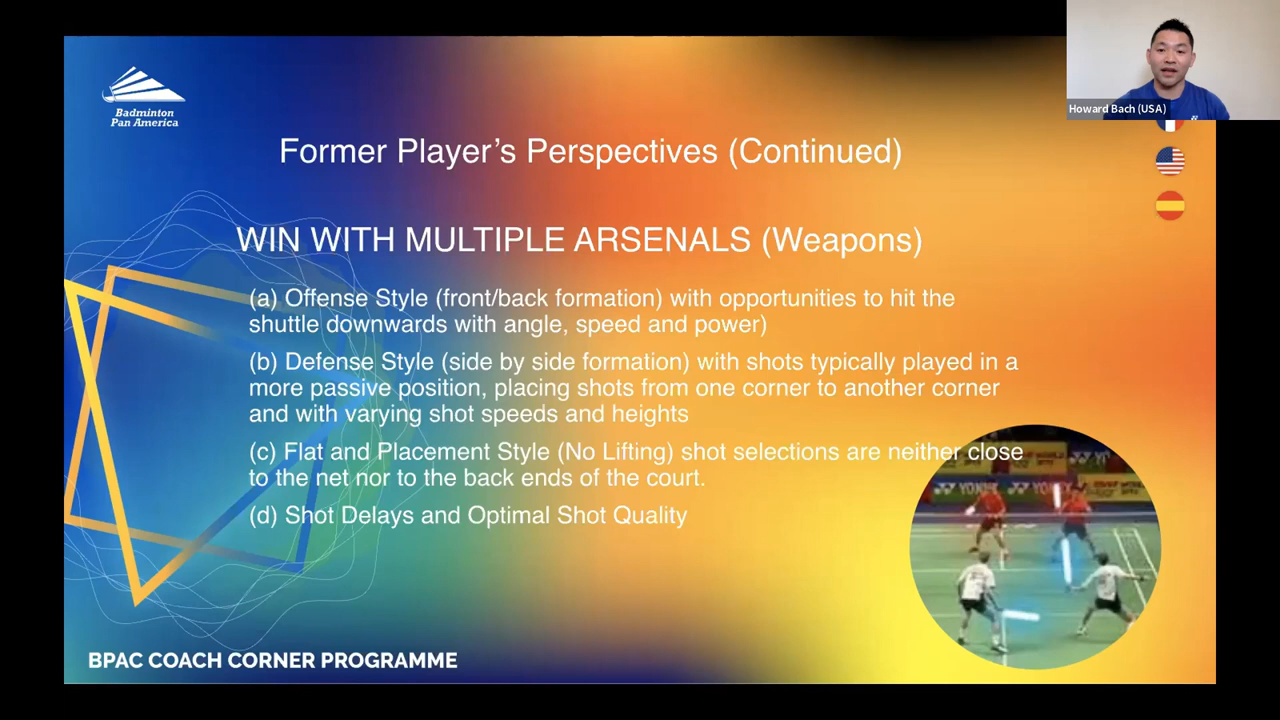 Howard Bach (USA)
Badminton
Pan America
Former Player’s Perspectives (Continued)
WIN WITH MULTIPLE ARSENALS (Weapons)
(a) Offense Style (front/back formation) with opportunities to hit the
shuttle downwards with angle, speed and power)
(b) Defense Style (side by side formation) with shots typically played in a
more passive position, placing shots from one corner to another corner
and with varying shot speeds and heights
(c) Flat and Placement Style (No Lifting) shot selections are neither close
to the net nor to the back ends of the court.
(d) Shot Delays and Optimal Shot Quality
YONEX
BPAC COACH CORNER PROGRAMME